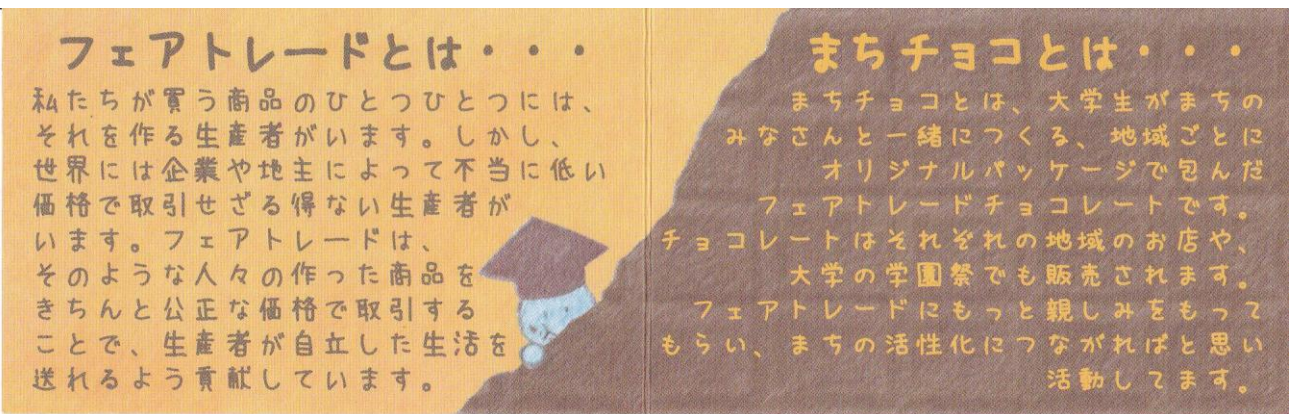 フェアトレードとは・・・
私たちが買う商品のひとつひとつには、
それを作る生産者がいます。しかし、
世界には企業や地主によって不当に低い
価格で取引せざる得ない生産者が
います。フェアトレードは、
そのような人々の作った商品を
きちんと公正な価格で取引する
ことで、生産者が自立した生活を
送れるよう貢献しています。
まちチョコとは・・・
まちチョコとは、大学生がまちの
みなさんと一緒につくる、地域ごとに
オリジナルパッケージで包んだ
フェアトレードチョコレートです。
チョコレートはそれぞれの地域のお店や、
大学の学園祭でも販売されます。
フェアトレードにもっと親しみをもって
もらい、まちの活性化につながればと思い
活動してます。